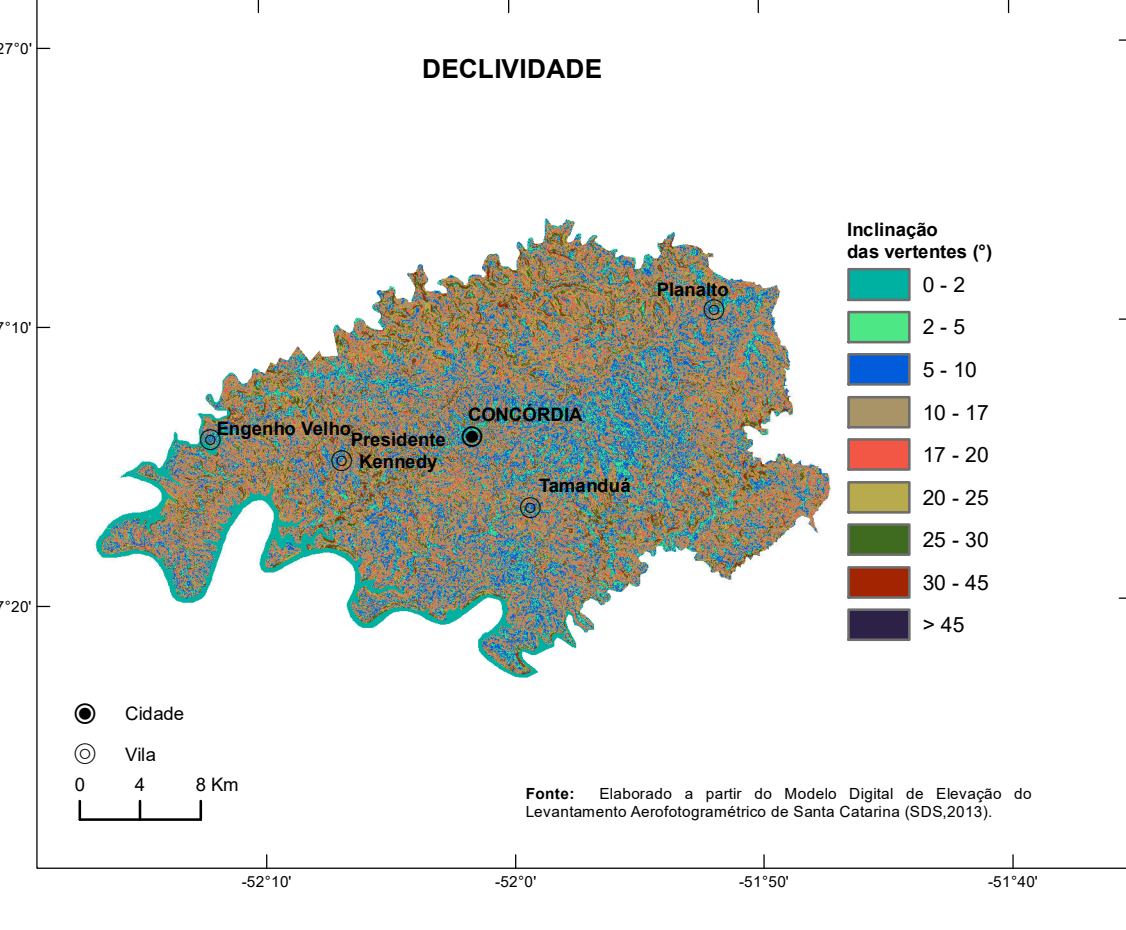 27°0'
DECLIVIDADE
Inclinação
das vertentes (°)
0 - 2
2 - 5
5 - 10
10 - 17
17 - 20
20 - 25
25 - 30
30 - 45
> 45
Planalto
7°10'
CONCÓRDIA
Engenho Velho
Presidente
Kennedy
Tamanduá
7°20'
Cidade
Vila
0 4 8 Km
Fonte: Elaborado a partir do Modelo Digital de Elevação do
Levantamento Aerofotogramétrico de Santa Catarina (SDS,2013).
-52°10' -52°0' -51°50' -51°40'